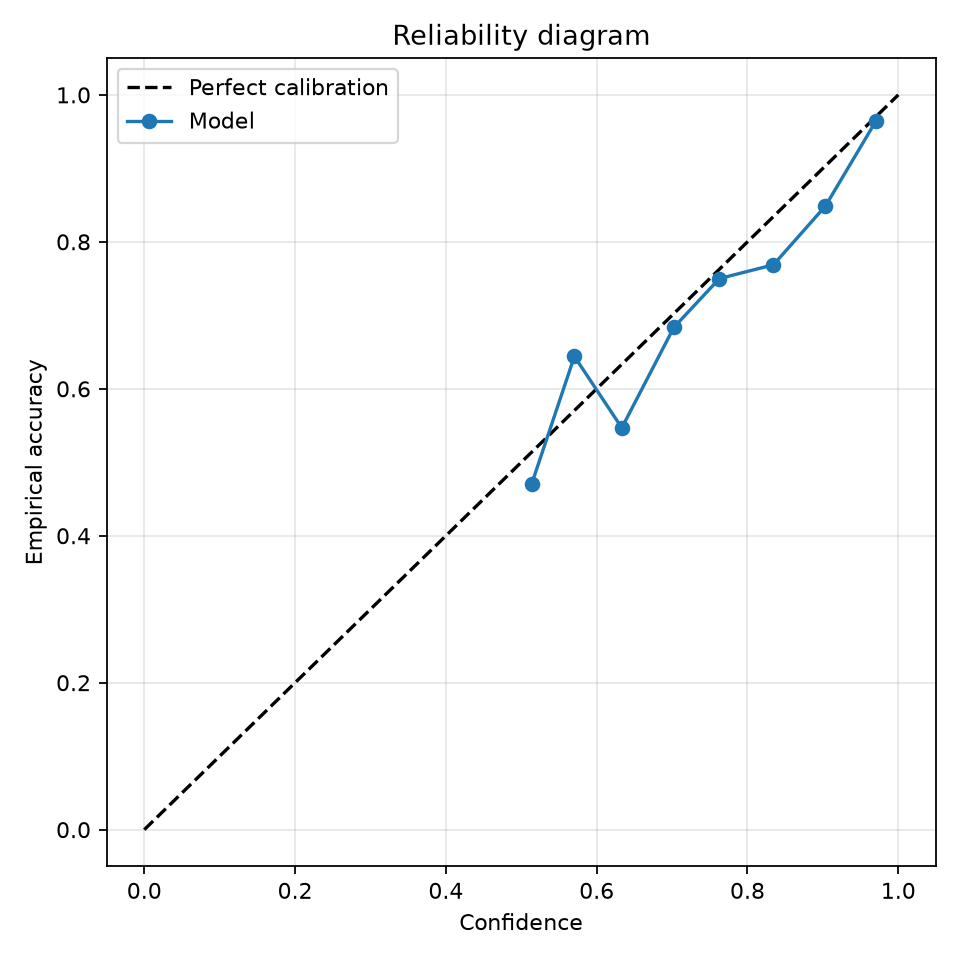 Reliability diagram
Perfect calibration
Model
Empirical accuracy
1.0
0.8
0.6
0.4
0.2
0.0
0.0 0.2 0.4 0.6 0.8 1.0
Confidence